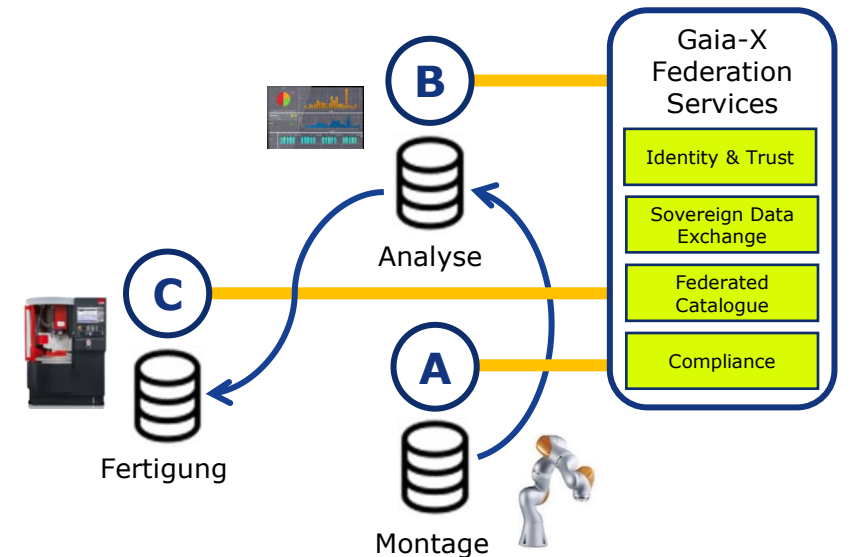 B
Analyse
C
Fertigung
A
Montage
Gaia-X
Federation
Services
Identity & Trust
Sovereign Data
Exchange
Federated
Catalogue
Compliance